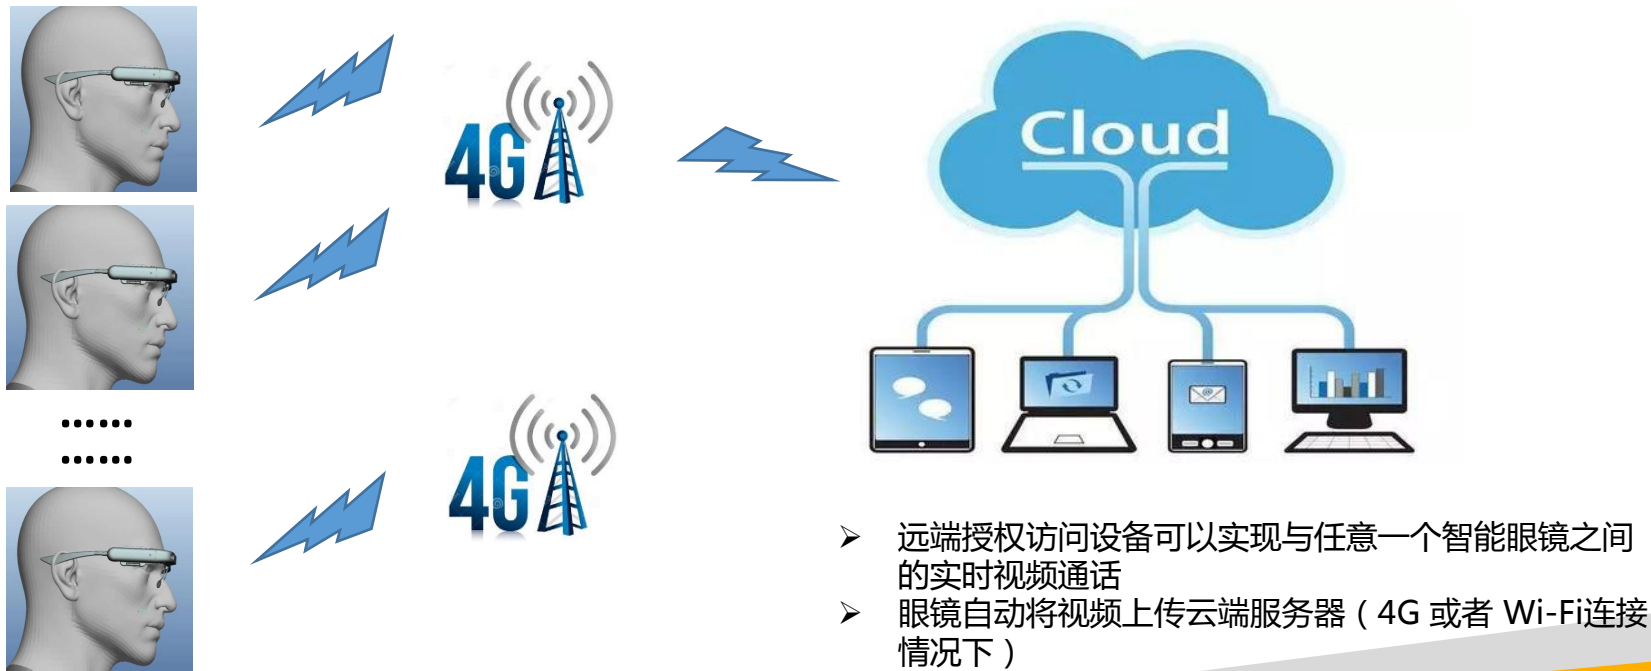 4G
Cloud
……
……
4G
➢ 远端授权访问设备可以实现与任意一个智能眼镜之间
的实时视频通话
➢ 眼镜自动将视频上传云端服务器（4G 或者 Wi-Fi连接
情况下）